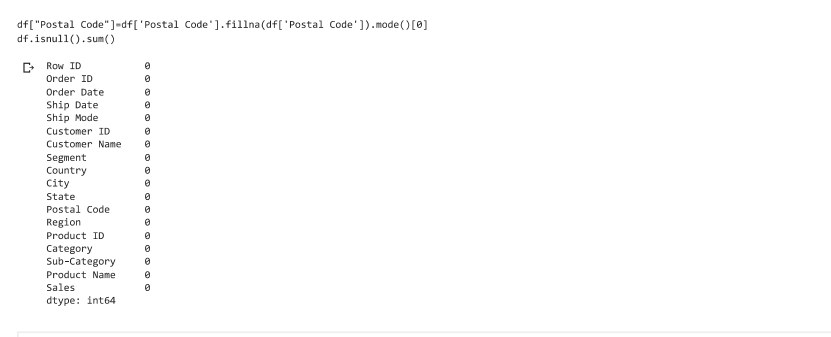 df["Postal Code"]=df['Postal Code'].fillna(df['Postal Code']).mode()[0]
df.isnull().sum()
Row ID 0
Order ID 0
Order Date 0
Ship Date 0
Ship Mode 0
Customer ID 0
Customer Name 0
Segment 0
Country 0
City 0
State 0
Postal Code 0
Region 0
Product ID 0
Category 0
Sub-Category 0
Product Name 0
Sales 0
dtype: int64